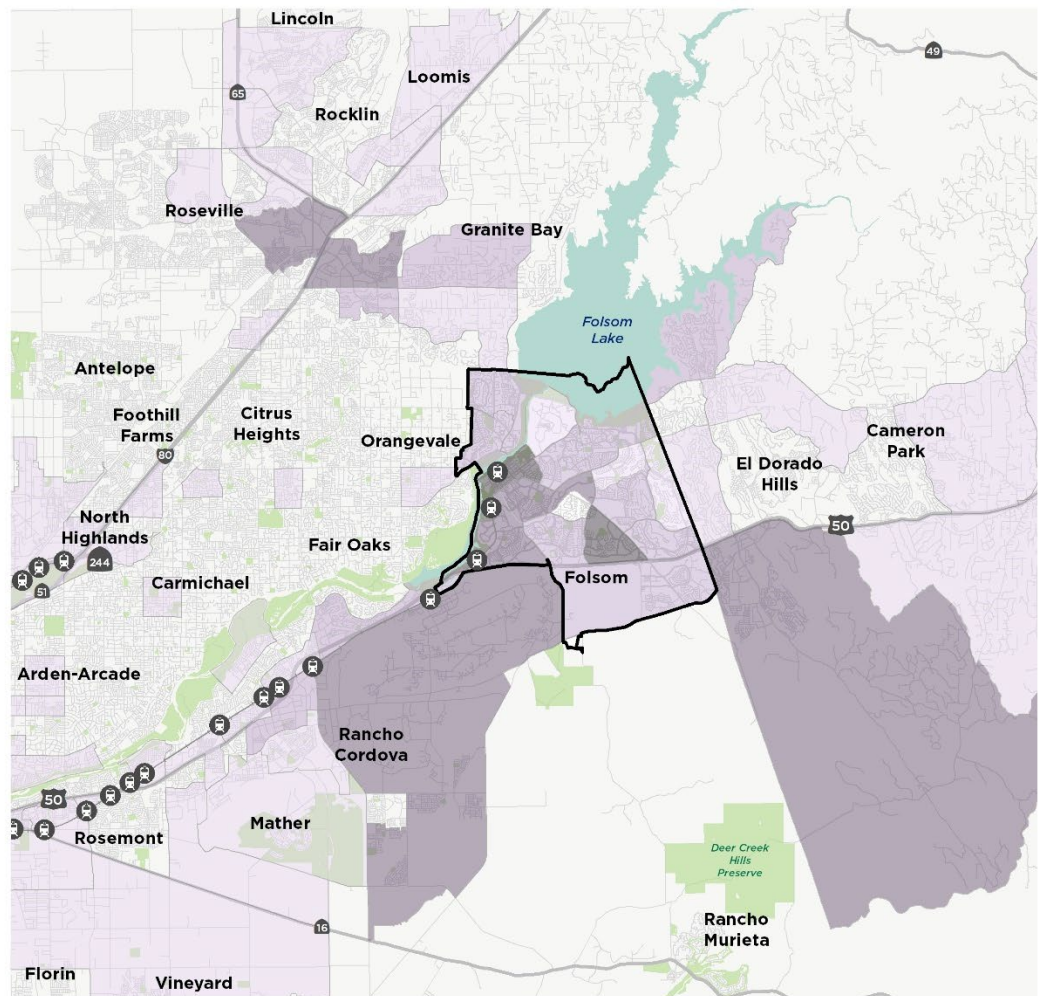 Lincoln
49
Loomis
65
Rocklin
Roseville
Granite Bay
Folsom
Lake
Antelope
Foothill
Farms
Citrus
Heights
Orangevale
80
Cameron
Park
El Dorado
Hills
50
North
Highlands
244
51
Fair Oaks
Carmichael
Folsom
Arden-Arcade
Rancho
Cordova
50
Rosemont
Mather
Deer Creek
Hills
Preserve
Rancho
Murieta
16
Florin
Vineyard